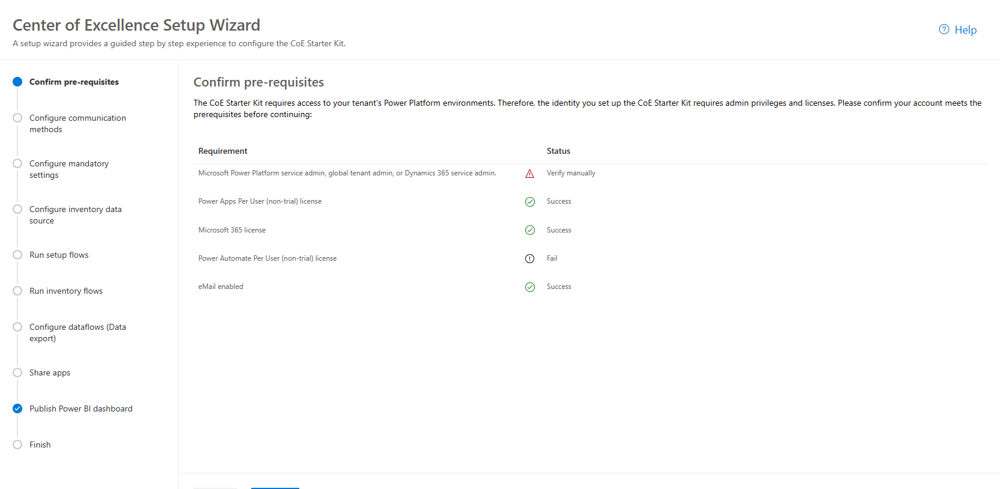 Center of Excellence Setup Wizard
A setup wizard provides a guided step by step experience to configure the CoE Starter Kit.
Help
Confirm pre-requisites
Configure communication
methods
Configure mandatory
settings
Configure inventory data
source
Run setup flows
Run inventory flows
Configure dataflows (Data
export)
Share apps
Publish Power BI dashboard
Finish
Confirm pre-requisites
The CoE Starter Kit requires access to your tenant's Power Platform environments. Therefore, the identity you set up the CoE Starter Kit requires admin privileges and licenses. Please confirm your account meets the
prerequisites before continuing:
Requirement Status
Microsoft Power Platform service admin, global tenant admin, or Dynamics 365 service admin. Verify manually
Power Apps Per User (non-trial) license Success
Microsoft 365 license Success
Power Automate Per User (non-trial) license Fail
eMail enabled Success